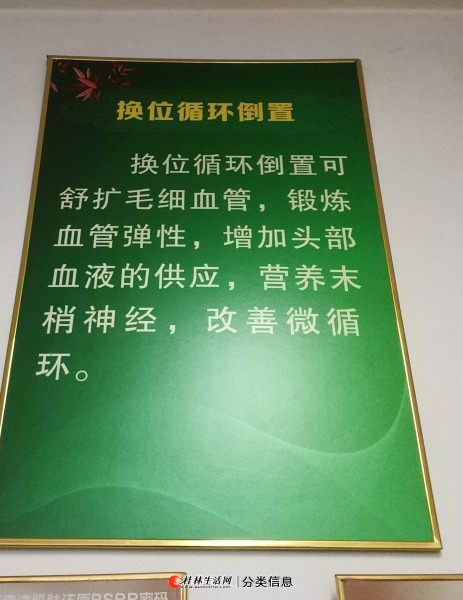 换位循环倒置
换位循环倒置可
舒扩毛细血管，锻炼
血管弹性，增加头部
血液的供应，营养末
梢神经，改善微循
环。
桂林生活网 | 分类信息